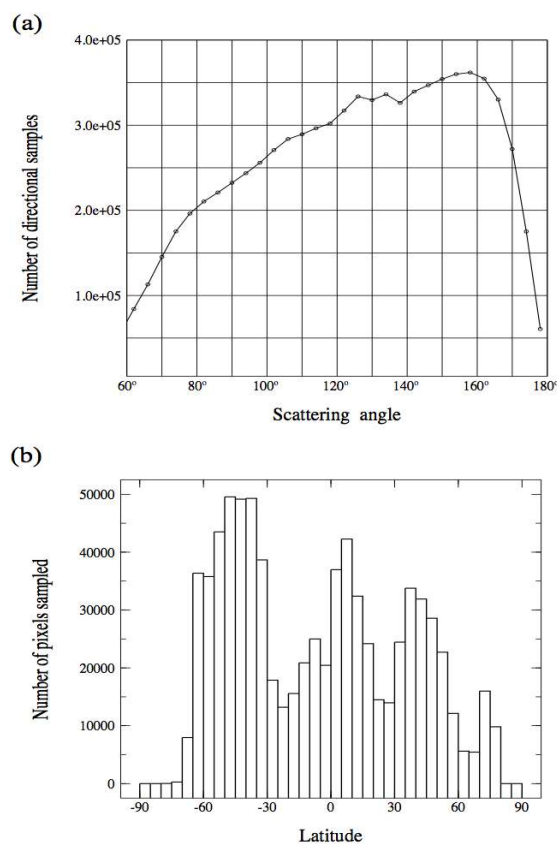 (a)
Number of directional samples
4.0e+05
3.0e+05
2.0e+05
1.0e+05
60° 80° 100° 120° 140° 160° 180°
Scattering angle
(b)
Number of pixels sampled
50000
40000
30000
20000
10000
0
-90 -60 -30 0 30 60 90
Latitude